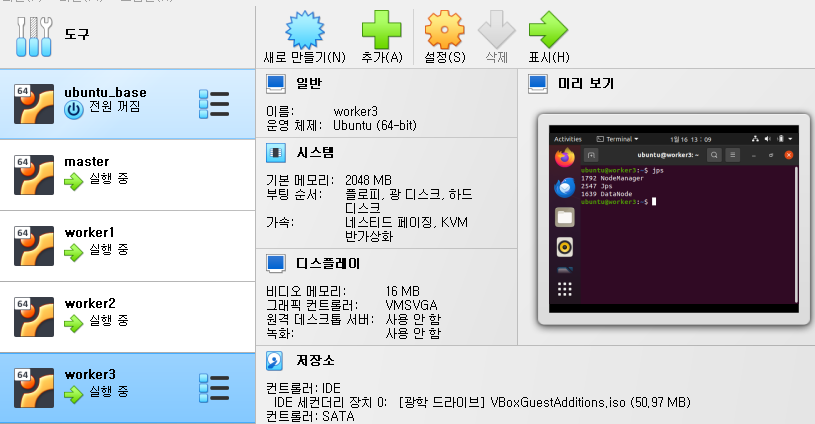 도구
64
ubuntu_base
전원 꺼짐
64
master
실행 중
64
worker1
실행 중
64
worker2
실행 중
64
worker3
실행 중
새로 만들기(N) 추가(A) 설정(S) 삭제 표시(H)
일반
이름: worker3
운영 체제: Ubuntu (64-bit)
시스템
기본 메모리: 2048 MB
부팅 순서: 플로피, 광 디스크, 하드
디스크
가속: 네스티드 페이징, KVM
반가상화
디스플레이
비디오 메모리: 16 MB
그래픽 컨트롤러: VMSVGA
원격 데스크톱 서버: 사용 안 함
녹화: 사용 안 함
미리 보기
Activities Terminal 1월 16 13:09
ubuntu@worker3: ~
ubuntu@worker3:~$ jps
1792 NodeManager
2547 Jps
1639 DataNode
ubuntu@worker3:~$
저장소
컨트롤러: IDE
IDE 세컨더리 장치 0: [광학 드라이브] VBoxGuestAdditions.iso (50,97 MB)
컨트롤러: SATA